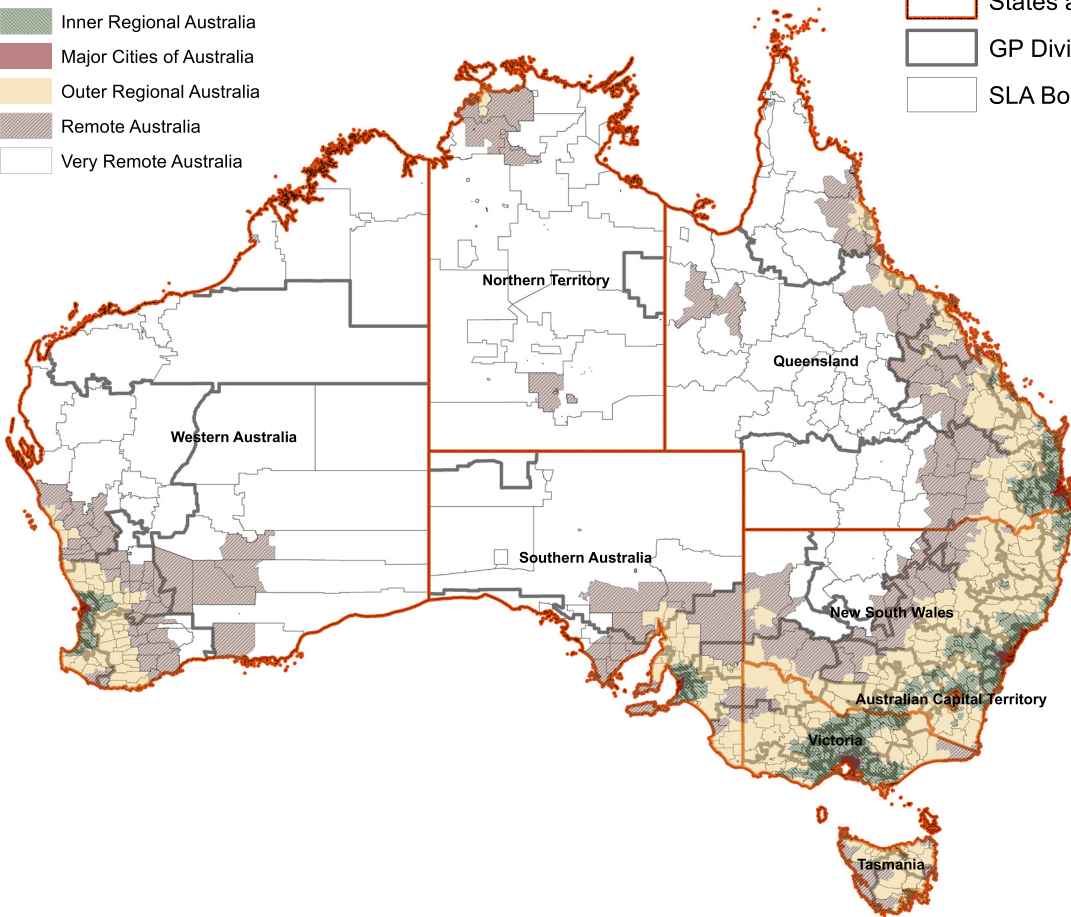 Inner Regional Australia
Major Cities of Australia
Outer Regional Australia
Remote Australia
Very Remote Australia
States
GP Divi
SLA Bo
Northern Territory
Queensland
Western Australia
Southern Australia
New South Wales
Australian Capital Territory
Victoria
Tasmania